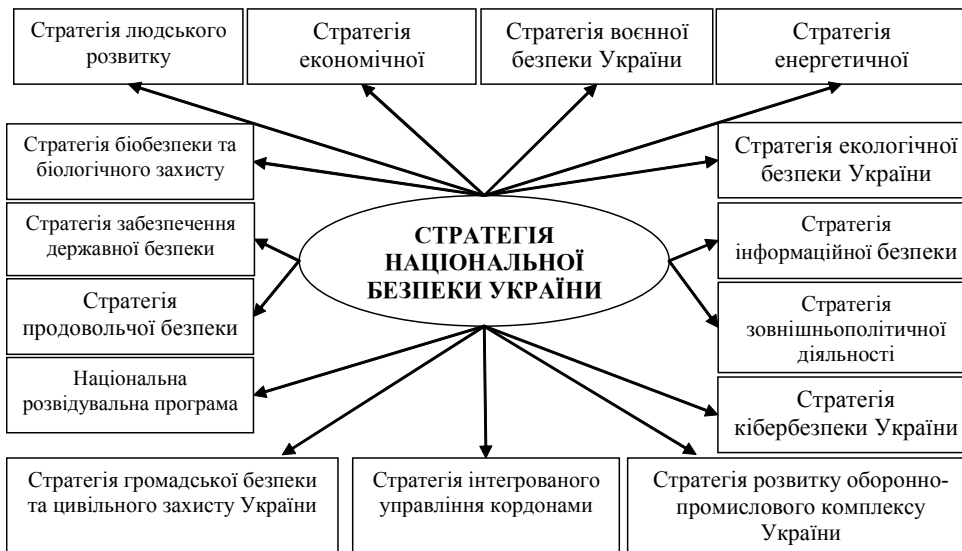 Стратегія людського
розвитку
Стратегія
економічної
Стратегія воєнної
безпеки України
Стратегія
енергетичної
Стратегія біобезпеки та
біологічного захисту
Стратегія екологічної
безпеки України
Стратегія забезпечення
державної безпеки
СТРАТЕГІЯ
НАЦІОНАЛЬНОЇ
БЕЗПЕКИ УКРАЇНИ
Стратегія
інформаційної безпеки
Стратегія
продовольчої безпеки
Стратегія
зовнішньополітичної
діяльності
Національна
розвідувальна програма
Стратегія
кібербезпеки України
Стратегія громадської безпеки
та цивільного захисту України
Стратегія інтегрованого
управління кордонами
Стратегія розвитку оборонно-
промислового комплексу
України